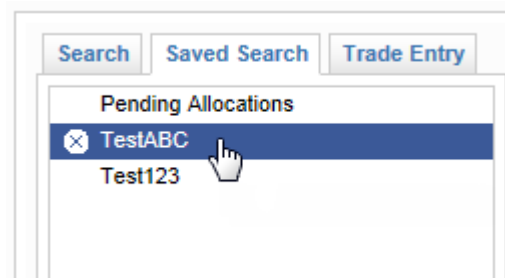 Search Saved Search Trade Entry
Pending Allocations
TestABC
Test123